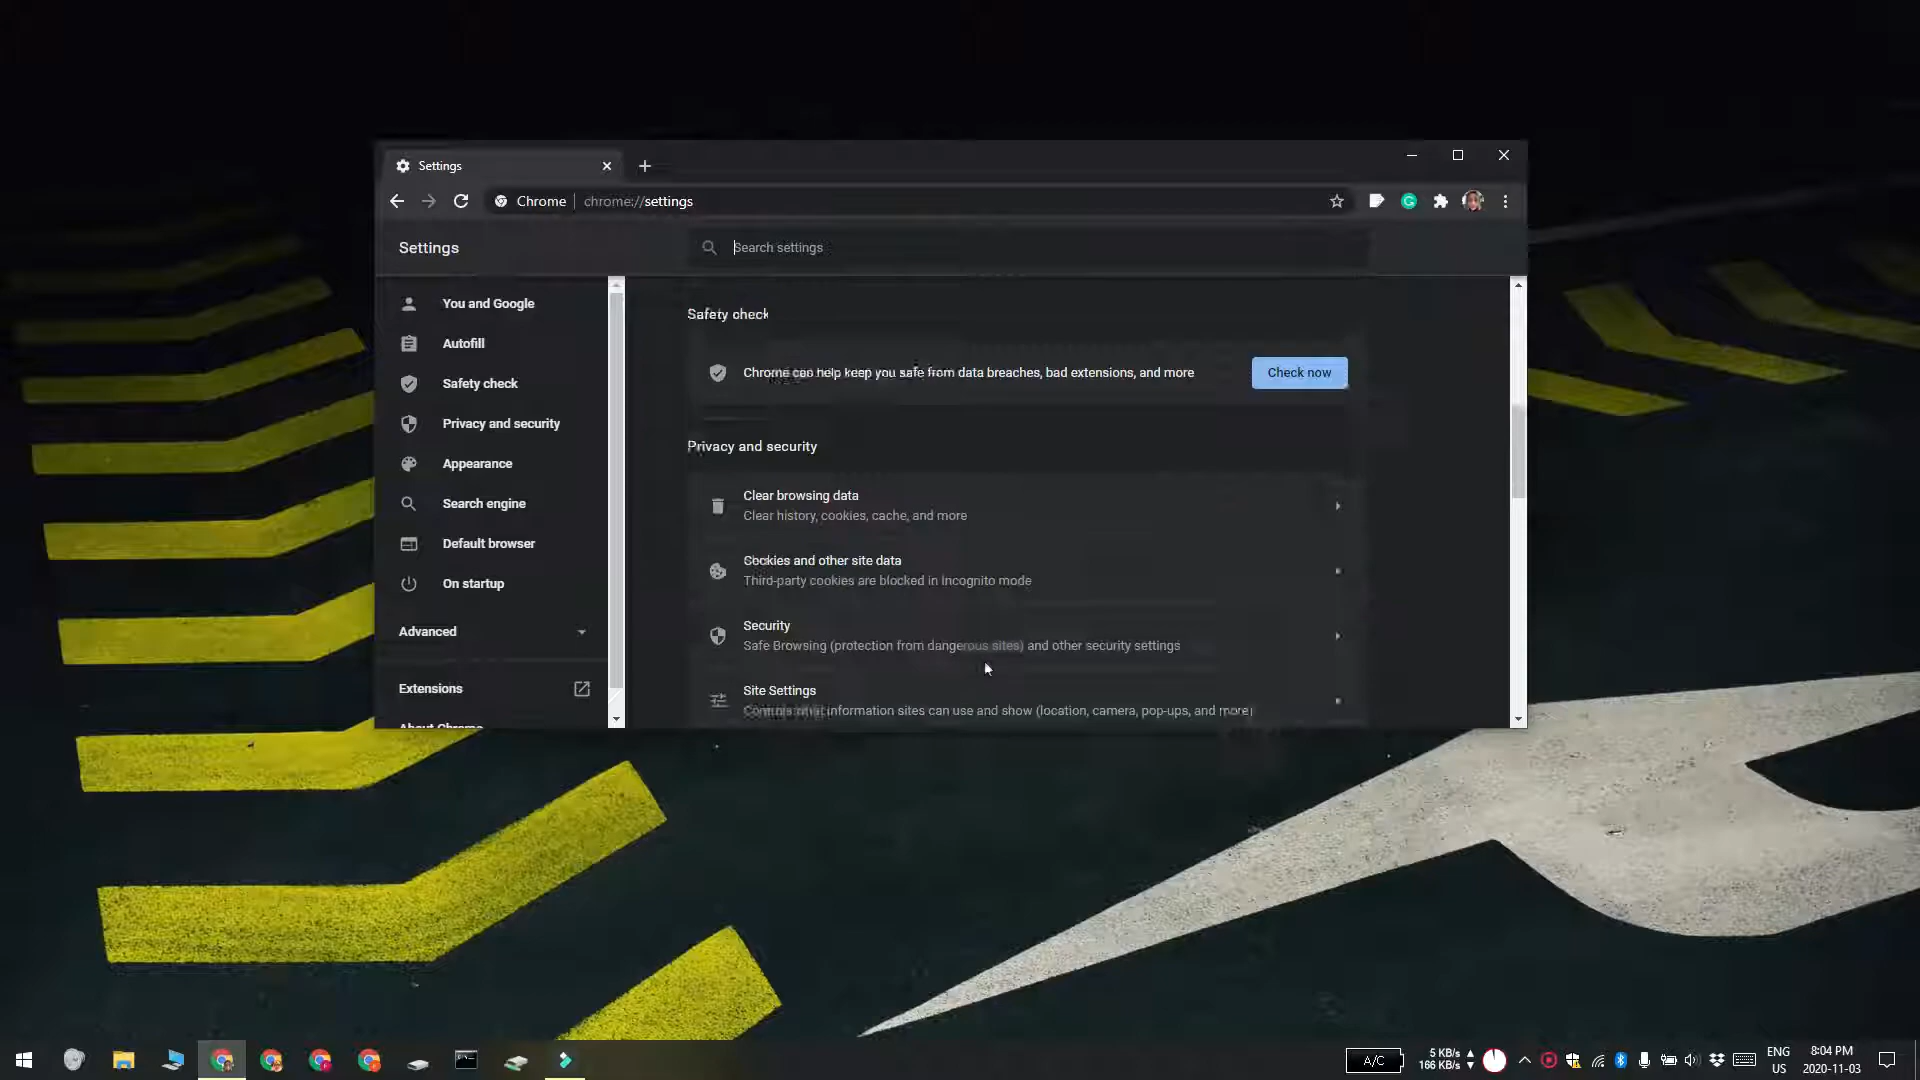 Settings
Chrome
chrome://settings
Settings
Search settings
You and Google
Autofill
Safety check
Privacy and security
Appearance
Search engine
Default browser
On startup
Advanced
Extensions
About Chrome
Safety check
Chrome can help keep you safe from data breaches, bad extensions, and more
Check now
Privacy and security
Clear browsing data
Clear history, cookies, cache, and more
Cookies and other site data
Third-party cookies are blocked in Incognito mode
Security
Safe Browsing (protection from dangerous sites) and other security settings
Site Settings
Controls what information sites can use and show (location, camera, pop-ups, and more)
A/C
5 KB/s
166 KB/s
ENG
US
8:04 PM
2020-11-03